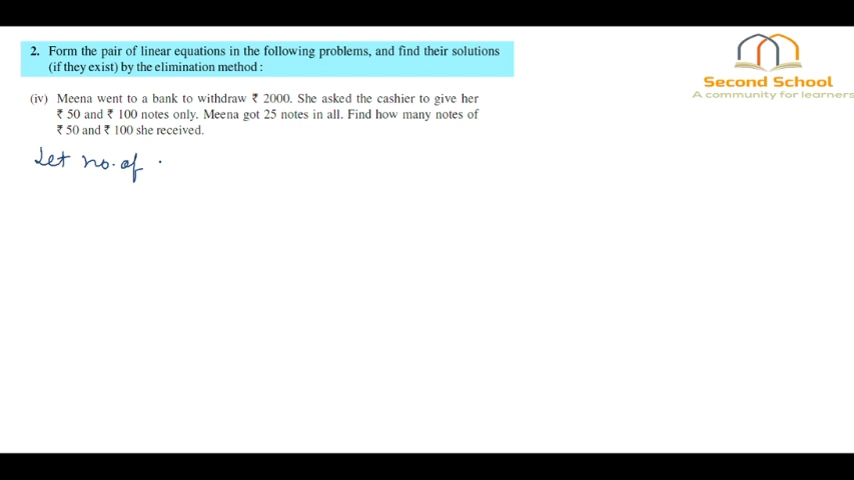 2. Form the pair of linear equations in the following problems, and find their solutions
(if they exist) by the elimination method :
(iv) Meena went to a bank to withdraw ₹ 2000. She asked the cashier to give her
₹ 50 and ₹ 100 notes only. Meena got 25 notes in all. Find how many notes of
₹ 50 and ₹ 100 she received.
Let no. of
Second School
A community for learners